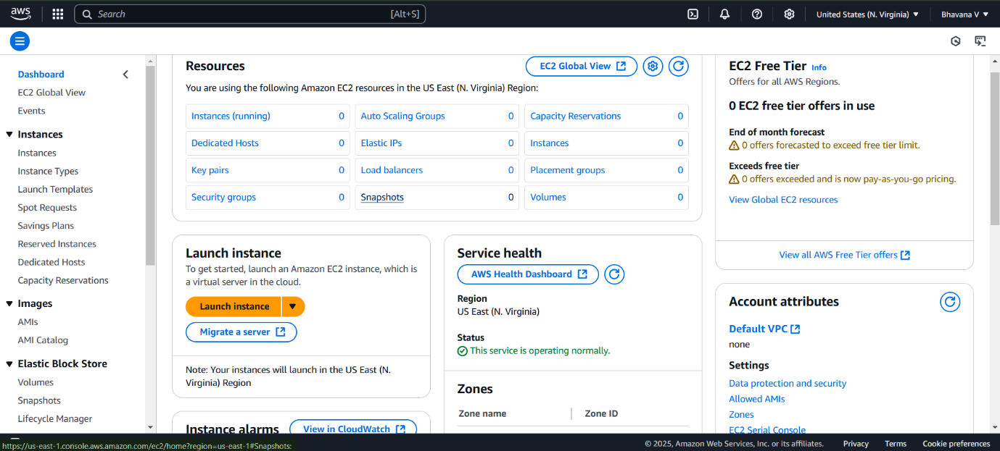 aws
Search
[Alt+S]
United States (N. Virginia)
Bhavana V
Dashboard
EC2 Global View
Events
Instances
Instances
Instance Types
Launch Templates
Spot Requests
Savings Plans
Reserved Instances
Dedicated Hosts
Capacity Reservations
Images
AMIs
AMI Catalog
Elastic Block Store
Volumes
Snapshots
Lifecycle Manager
Resources
EC2 Global View
You are using the following Amazon EC2 resources in the US East (N. Virginia) Region:
Instances (running) 0
Auto Scaling Groups 0
Capacity Reservations 0
Dedicated Hosts 0
Elastic IPs 0
Instances 0
Key pairs 0
Load balancers 0
Placement groups 0
Security groups 0
Snapshots 0
Volumes 0
Launch instance
To get started, launch an Amazon EC2 instance, which is
a virtual server in the cloud.
Launch instance
Migrate a server
Note: Your instances will launch in the US East (N.
Virginia) Region
Instance alarms
View in CloudWatch
Service health
AWS Health Dashboard
Region
US East (N. Virginia)
Status
This service is operating normally.
Zones
Zone name
Zone ID
EC2 Free Tier Info
Offers for all AWS Regions.
0 EC2 free tier offers in use
End of month forecast
0 offers forecasted to exceed free tier limit.
Exceeds free tier
0 offers exceeded and is now pay-as-you-go pricing.
View Global EC2 resources
View all AWS Free Tier offers
Account attributes
Default VPC
none
Settings
Data protection and security
Allowed AMIs
Zones
EC2 Serial Console
https://us-east-1.console.aws.amazon.com/ec2/home?region=us-east-1#Snapshots:
© 2025, Amazon Web Services, Inc. or its affiliates.
Privacy
Terms
Cookie preferences